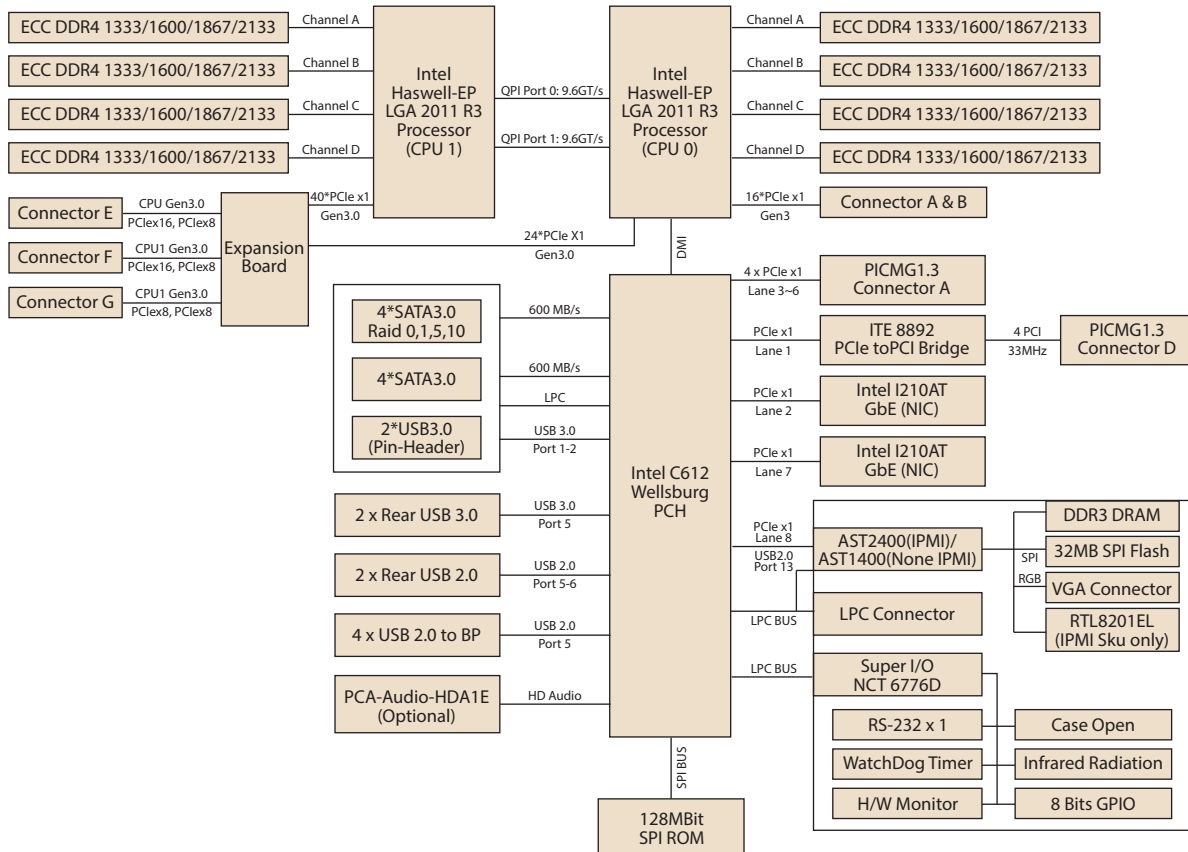 ECC DDR4 1333/1600/1867/2133
Channel A
ECC DDR4 1333/1600/1867/2133
Channel B
ECC DDR4 1333/1600/1867/2133
Channel C
ECC DDR4 1333/1600/1867/2133
Channel D
Intel
Haswell-EP
LGA 2011 R3
Processor
(CPU 1)
QPI Port 0: 9.6GT/s
QPI Port 1: 9.6GT/s
Intel
Haswell-EP
LGA 2011 R3
Processor
(CPU 0)
Channel A
ECC DDR4 1333/1600/1867/2133
Channel B
ECC DDR4 1333/1600/1867/2133
Channel C
ECC DDR4 1333/1600/1867/2133
Channel D
ECC DDR4 1333/1600/1867/2133
16*PCIe x1
Gen3
Connector A & B
Connector E
CPU Gen3.0
PCIex16, PCIex8
Connector F
CPU1 Gen3.0
PCIex16, PCIex8
Connector G
CPU1 Gen3.0
PCIex8, PCIex8
Expansion
Board
40*PCIe x1
Gen3.0
24*PCIe X1
Gen3.0
DMI
4*SATA3.0
Raid 0,1,5,10
600 MB/s
4*SATA3.0
600 MB/s
LPC
2*USB3.0
(Pin-Header)
USB 3.0
Port 1-2
2 x Rear USB 3.0
USB 3.0
Port 5
2 x Rear USB 2.0
USB 2.0
Port 5-6
4 x USB 2.0 to BP
USB 2.0
Port 5
PCA-Audio-HDA1E
(Optional)
HD Audio
Intel C612
Wellsburg
PCH
SPI BUS
128MBit
SPI ROM
4 x PCIe x1
Lane 3~6
PICMG1.3
Connector A
PCIe x1
Lane 1
ITE 8892
PCIe toPCI Bridge
4 PCI
33MHz
PICMG1.3
Connector D
PCIe x1
Lane 2
Intel I210AT
GbE (NIC)
PCIe x1
Lane 7
Intel I210AT
GbE (NIC)
PCIe x1
Lane 8
USB2.0
Port 13
AST2400(IPMI)/
AST1400(None IPMI)
SPI
RGB
DDR3 DRAM
32MB SPI Flash
VGA Connector
RTL8201EL
(IPMI Sku only)
LPC BUS
LPC Connector
LPC BUS
Super I/O
NCT 6776D
RS-232 x 1
Case Open
WatchDog Timer
Infrared Radiation
H/W Monitor
8 Bits GPIO